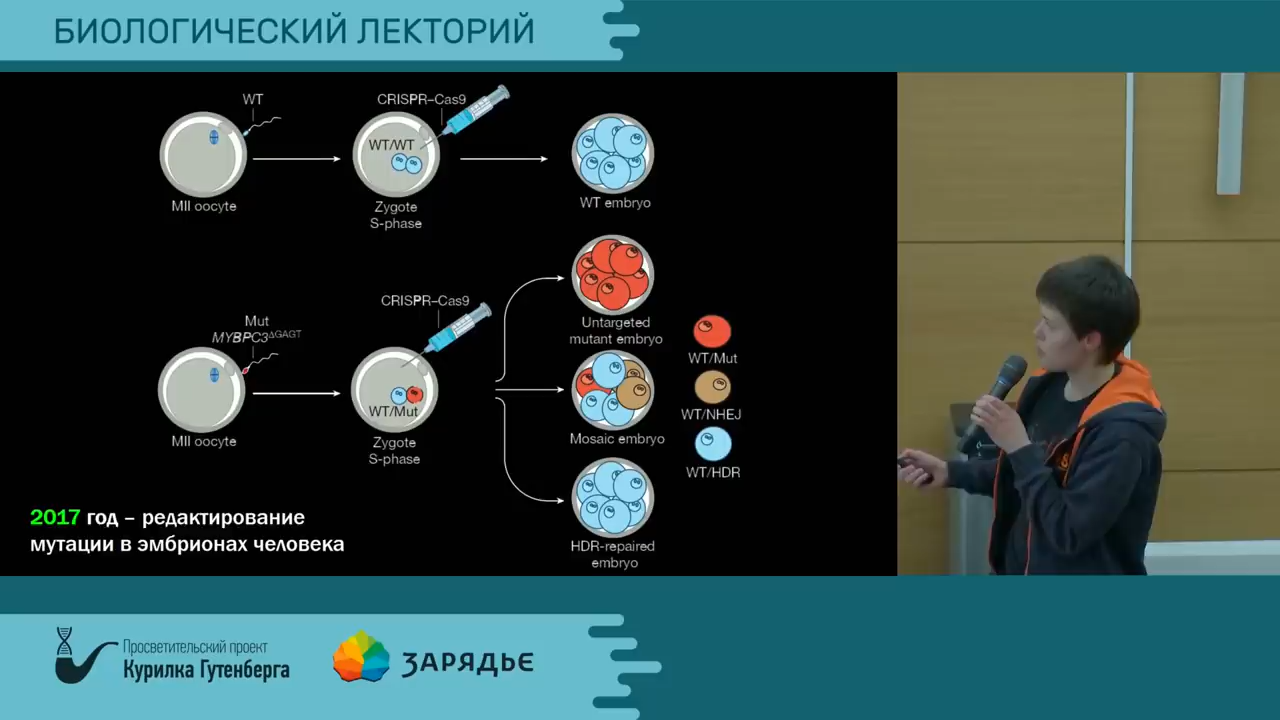 БИОЛОГИЧЕСКИЙ ЛЕКТОРИЙ
WT
CRISPR–Cas9
WT/WT
MII oocyte
Zygote
S-phase
WT embryo
CRISPR–Cas9
Mut
MYBPC3ΔGAGT
WT/Mut
MII oocyte
Zygote
S-phase
Untargeted
mutant embryo
Mosaic embryo
HDR-repaired
embryo
WT/Mut
WT/NHEJ
WT/HDR
2017 год – редактирование
мутации в эмбрионах человека
Просветительский проект
Курилка Гутенберга
ЗАРЯДЬЕ